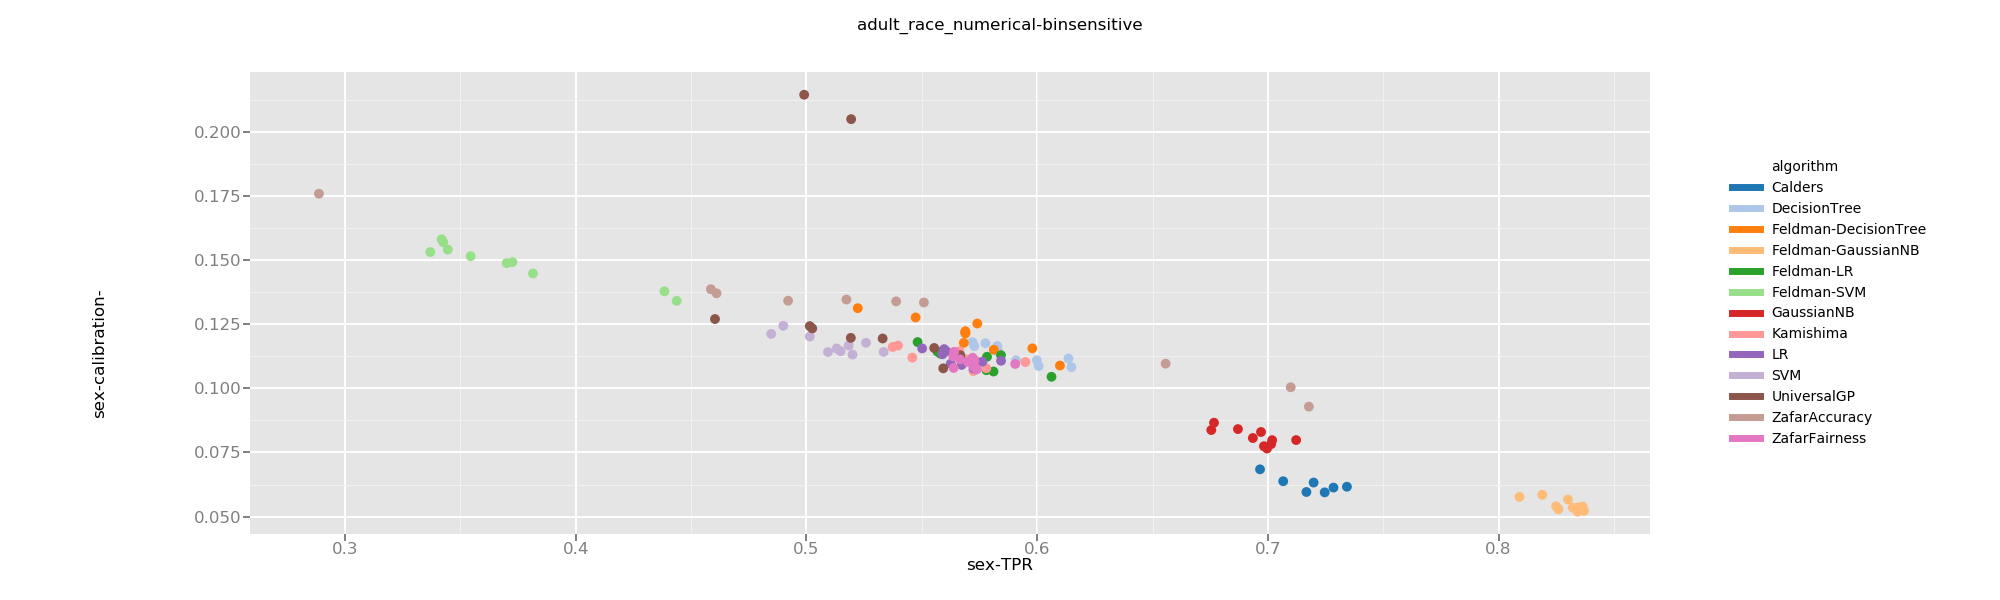 adult_race_numerical-binsensitive
sex-calibration-
0.200
0.175
0.150
0.125
0.100
0.075
0.050
0.3
0.4
0.5
0.6
0.7
0.8
sex-TPR
algorithm
Calders
DecisionTree
Feldman-DecisionTree
Feldman-GaussianNB
Feldman-LR
Feldman-SVM
GaussianNB
Kamishima
LR
SVM
UniversalGP
ZafarAccuracy
ZafarFairness